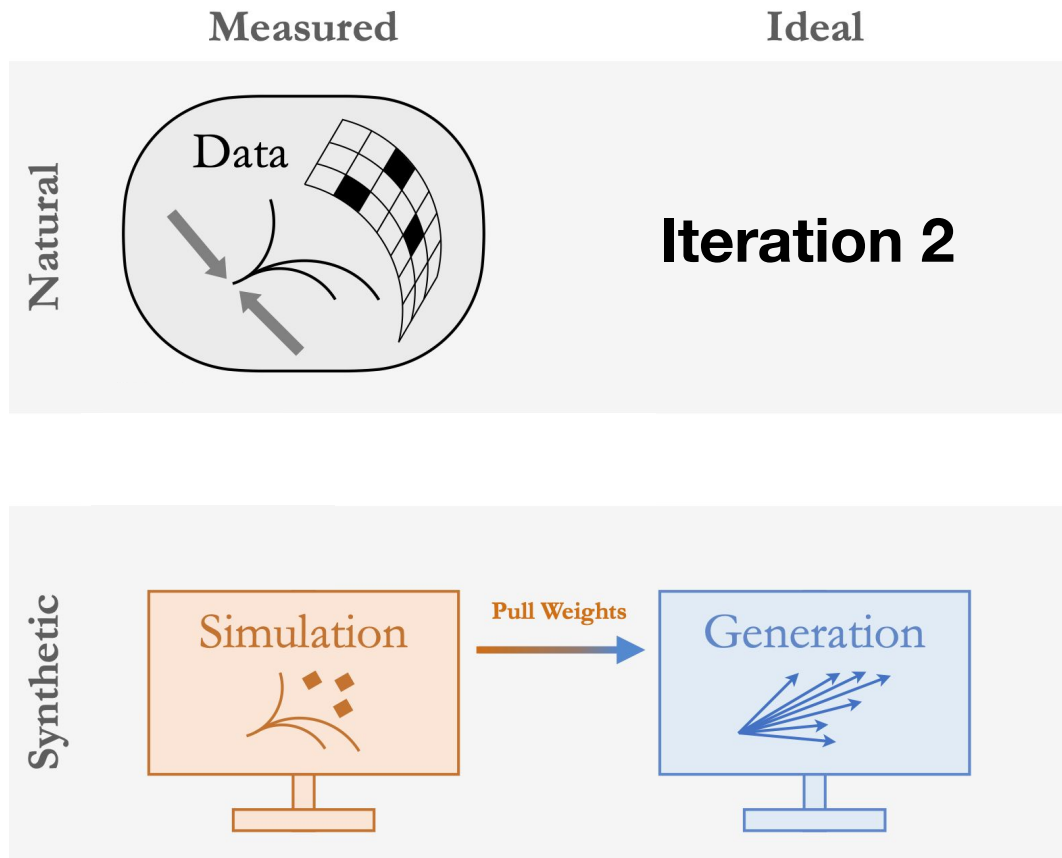 Measured
Ideal
Natural
Data
Iteration 2
Synthetic
Simulation
Pull Weights
Generation